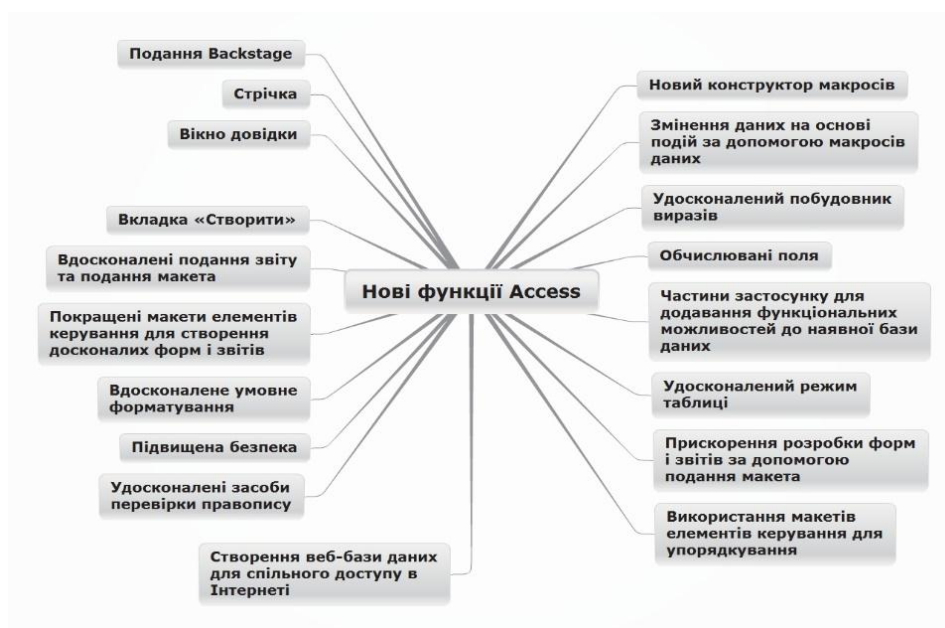 Подання Backstage
Стрічка
Вікно довідки
Вкладка «Створити»
Вдосконалені подання звіту
та подання макета
Покращені макети елементів
керування для створення
досконалих форм і звітів
Вдосконалене умовне
форматування
Підвищена безпека
Удосконалені засоби
перевірки правопису
Створення веб-бази даних
для спільного доступу в
Інтернеті
Нові функції Access
Новий конструктор макросів
Змінення даних на основі
подій за допомогою макросів
даних
Удосконалений побудовник
виразів
Обчислювані поля
Частини застосунку для
додавання функціональних
можливостей до наявної бази
даних
Удосконалений режим
таблиці
Прискорення розробки форм
і звітів за допомогою
подання макета
Використання макетів
елементів керування для
упорядкування